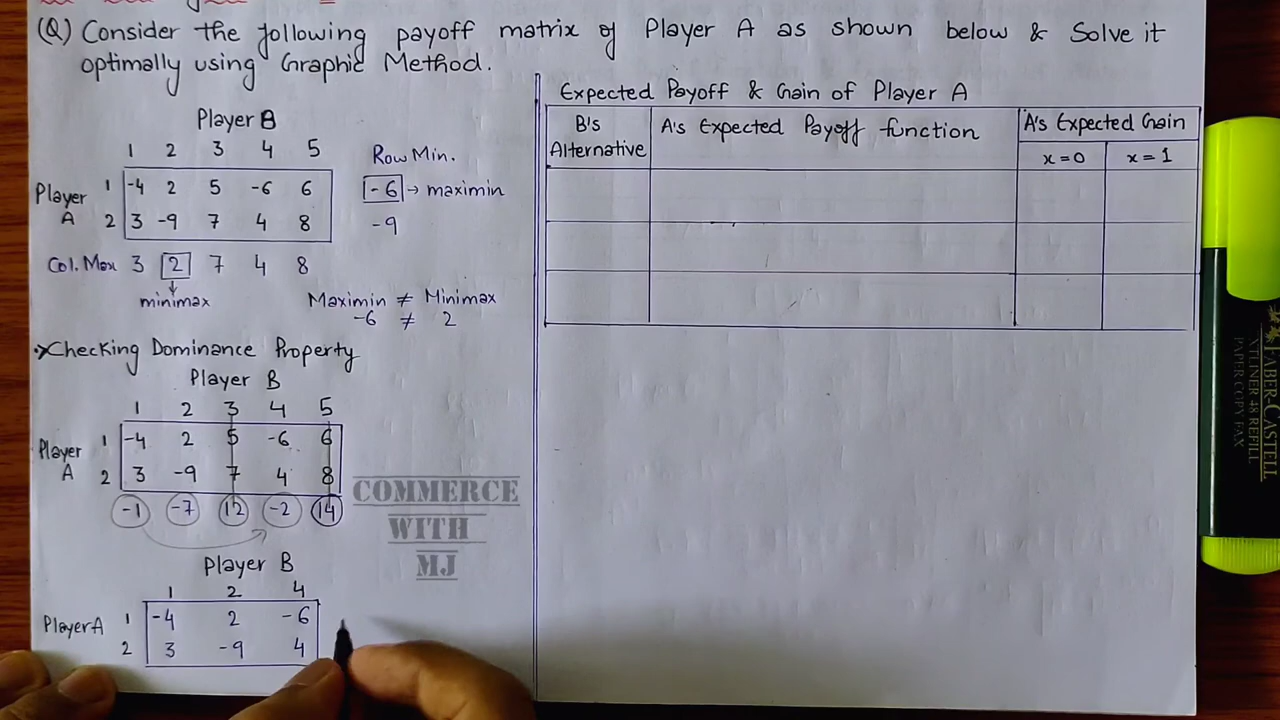 (Q) Consider the following payoff matrix of Player A as shown below & Solve it
optimally using Graphic Method.
Player B
1 2 3 4 5
Row Min.
Player 1 -4 2 5 -6 6 -6 → maximin
A 2 3 -9 7 4 8 -9
Col. Max 3 2 7 4 8
minimax
Maximin ≠ Minimax
-6 ≠ 2
Checking Dominance Property
Player B
1 2 3 4 5
Player 1 -4 2 5 -6 6
A 2 3 -9 7 4 8
-1 -7 12 -2 14
Player B
1 2 4
Player A 1 -4 2 -6
2 3 -9 4
Expected Payoff & Gain of Player A
B's Alternative
A's Expected Payoff function
A's Expected Gain
x=0 x=1
COMMERCE
WITH
MJ
FABER-CASTELL
XTLINER 48 REFILL
PAPER COPY FAX